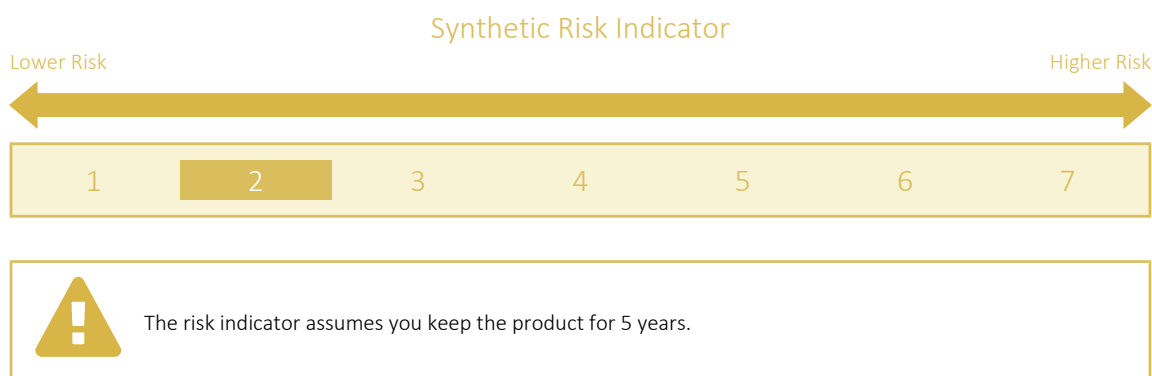 Synthetic Risk Indicator
Lower Risk Higher Risk
1 2 3 4 5 6 7
The risk indicator assumes you keep the product for 5 years.